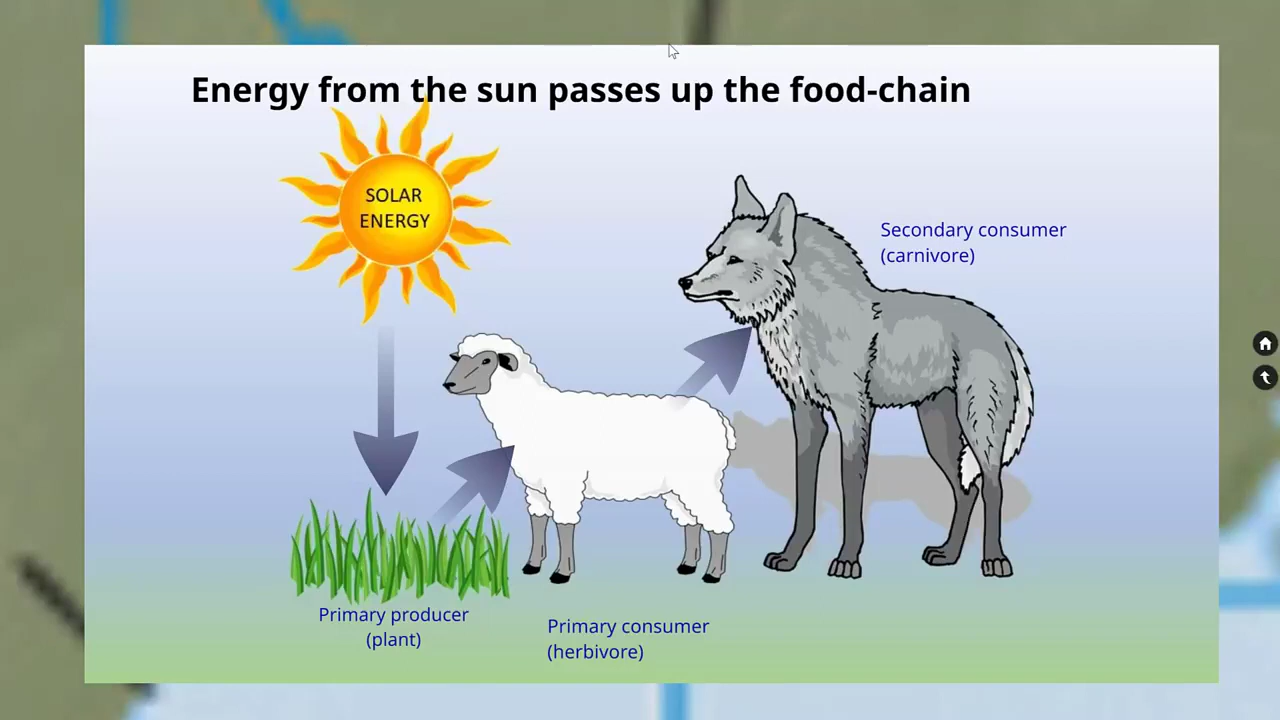 Energy from the sun passes up the food-chain
SOLAR
ENERGY
Secondary consumer
(carnivore)
Primary producer
(plant)
Primary consumer
(herbivore)